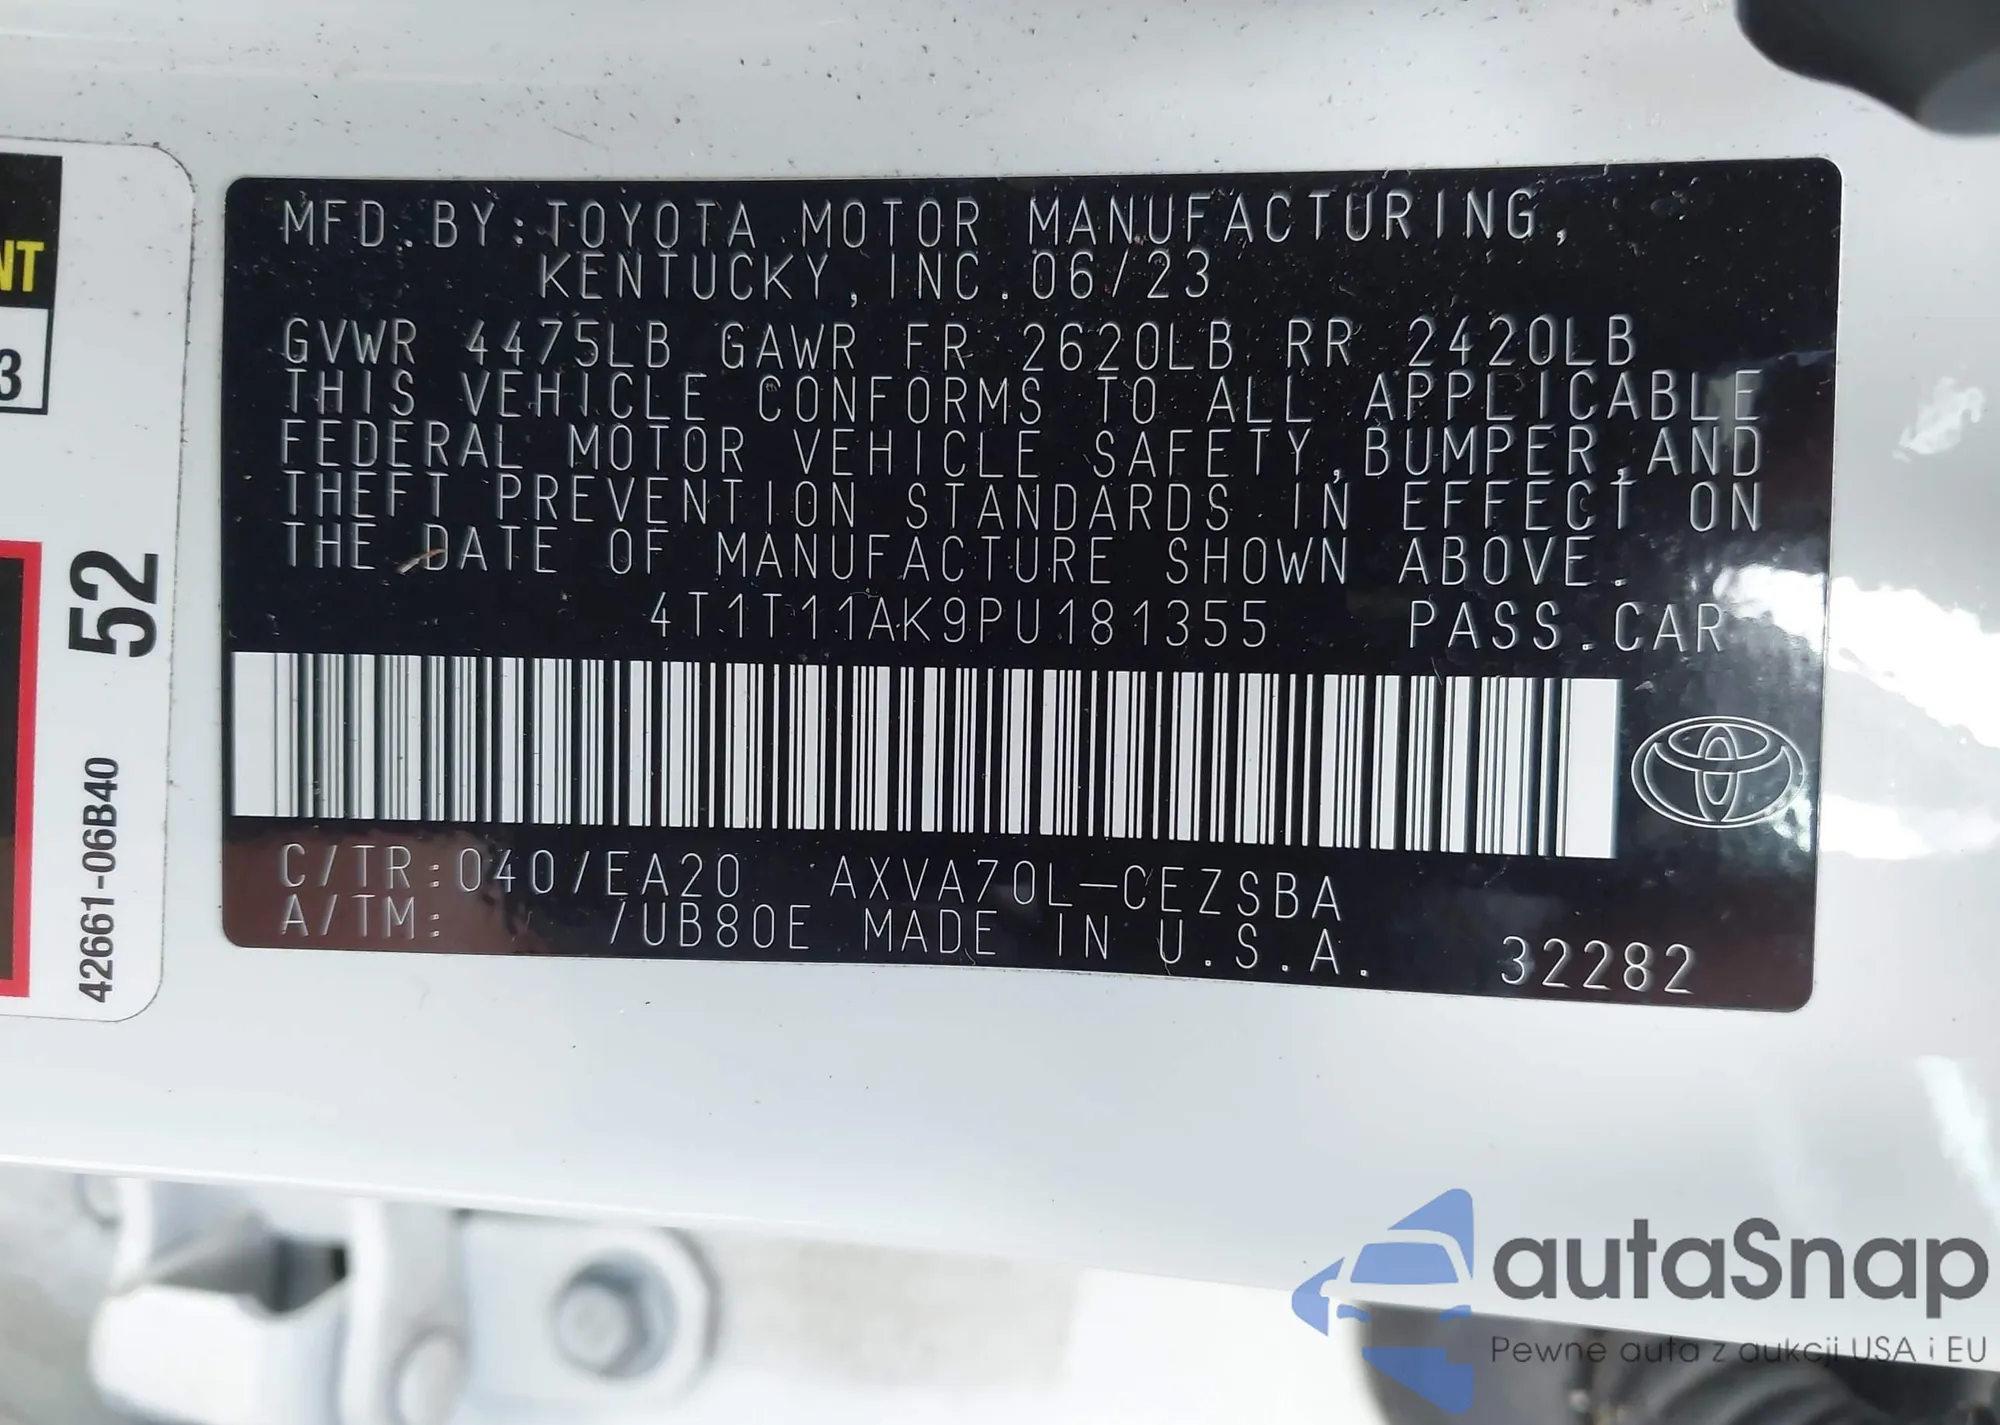 MFD.BY:TOYOTA MOTOR MANUFACTURING,
KENTUCKY, INC.06/23
GVWR 4475LB GAWR FR 2620LB RR 2420LB
THIS VEHICLE CONFORMS TO ALL APPLICABLE
FEDERAL MOTOR VEHICLE SAFETY,BUMPER,AND
THEFT PREVENTION STANDARDS IN EFFECT ON
THE DATE OF MANUFACTURE SHOWN ABOVE.
4T1T11AK9PU181355 PASS.CAR
C/TR:040/EA20 AXVA70L-CEZSBA
A/TM: /UB80E MADE IN U.S.A. 32282
NT
3
52
42661-06B40
autaSnap
Pewne auta z aukcji USA i EU